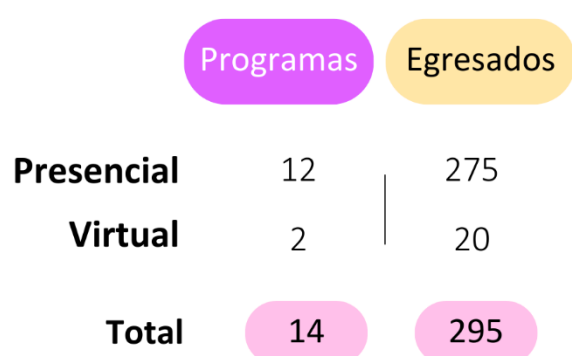 Programas Egresados
Presencial 12 275
Virtual 2 20
Total 14 295